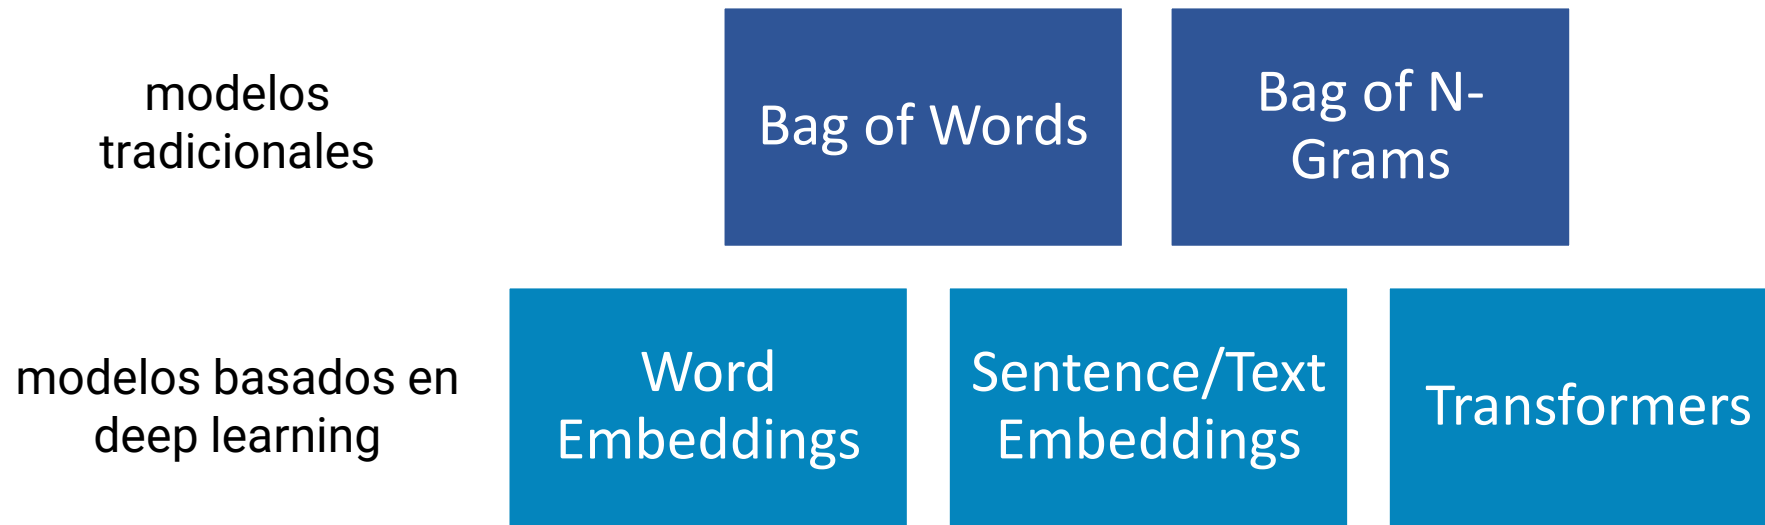 modelos
tradicionales
Bag of Words
Bag of N-
Grams
modelos basados en
deep learning
Word
Embeddings
Sentence/Text
Embeddings
Transformers